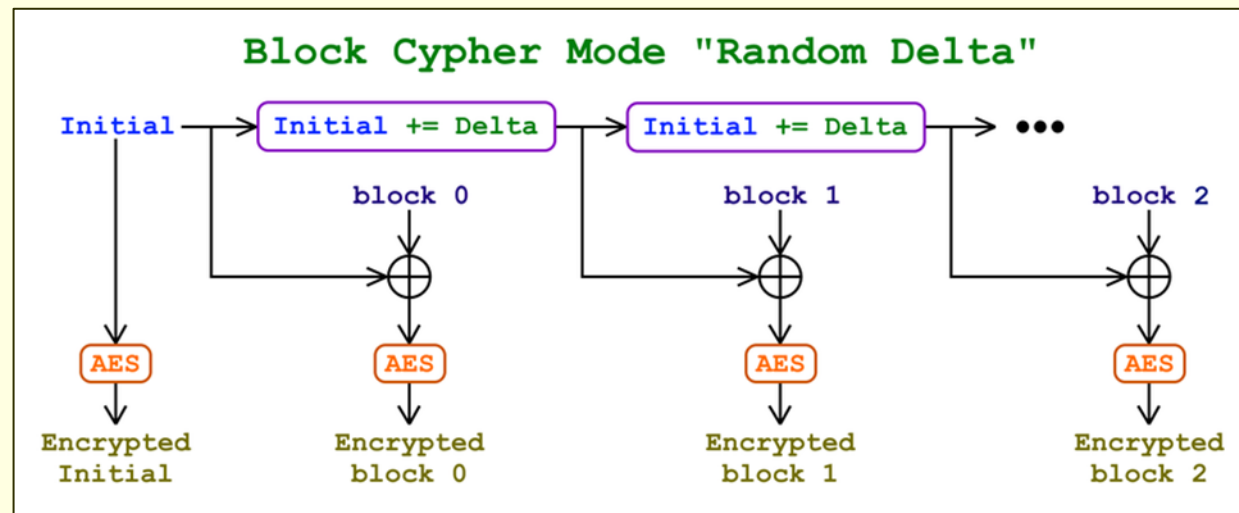 Block Cypher Mode "Random Delta"
Initial
Initial += Delta
Initial += Delta
•••
block 0
block 1
block 2
AES
AES
AES
AES
Encrypted
Initial
Encrypted
block 0
Encrypted
block 1
Encrypted
block 2